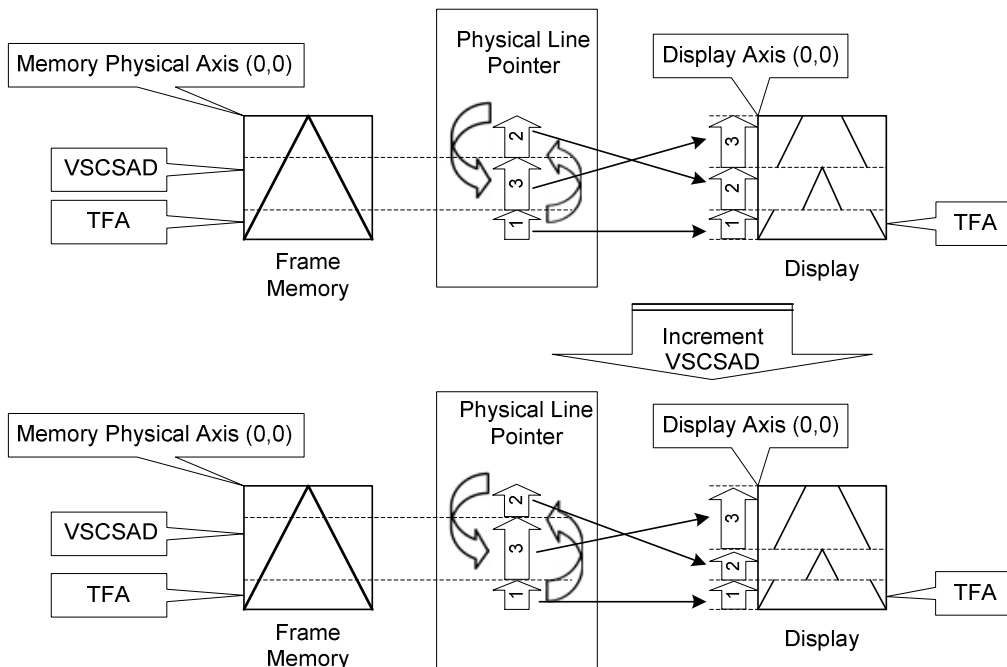 Physical Line
Pointer
Memory Physical Axis (0,0)
Display Axis (0,0)
VSCSAD
TFA
2
3
1
3
2
1
TFA
Frame
Memory
Display
Increment
VSCSAD
Physical Line
Pointer
Memory Physical Axis (0,0)
Display Axis (0,0)
VSCSAD
TFA
2
3
1
3
2
1
TFA
Frame
Memory
Display